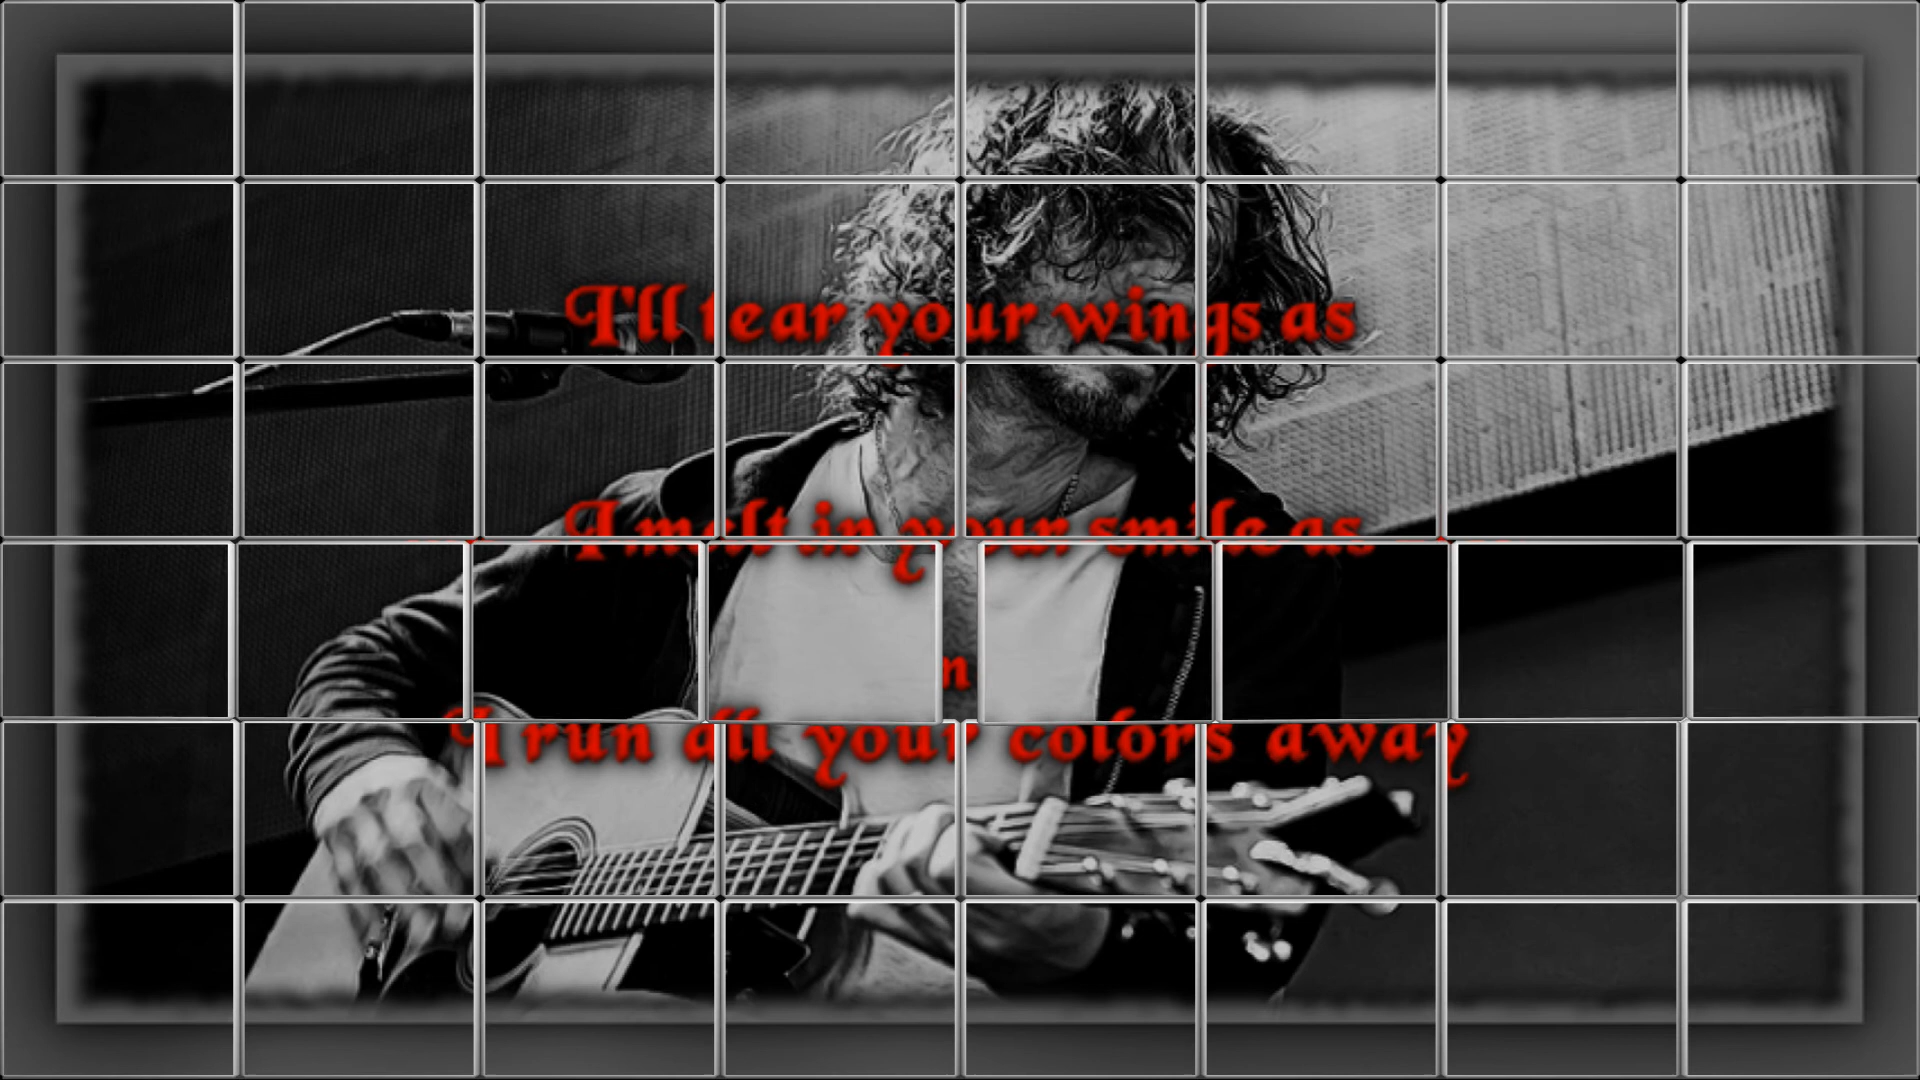 I'll tear your wings as
I melt in your smile as
n
I run all your colors away